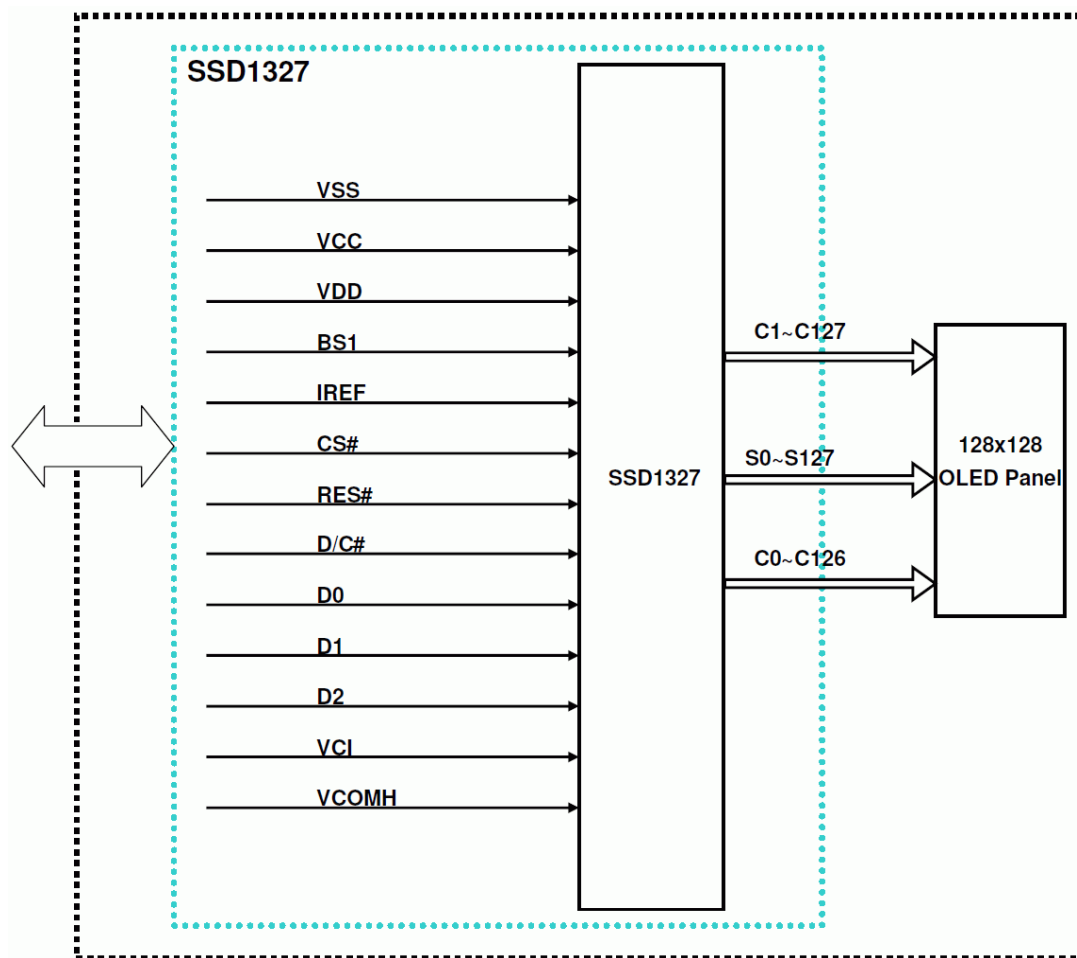 SSD1327
VSS
VCC
VDD
BS1
IREF
CS#
RES#
D/C#
D0
D1
D2
VCI
VCOMH
SSD1327
C1~C127
S0~S127
C0~C126
128x128
OLED Panel